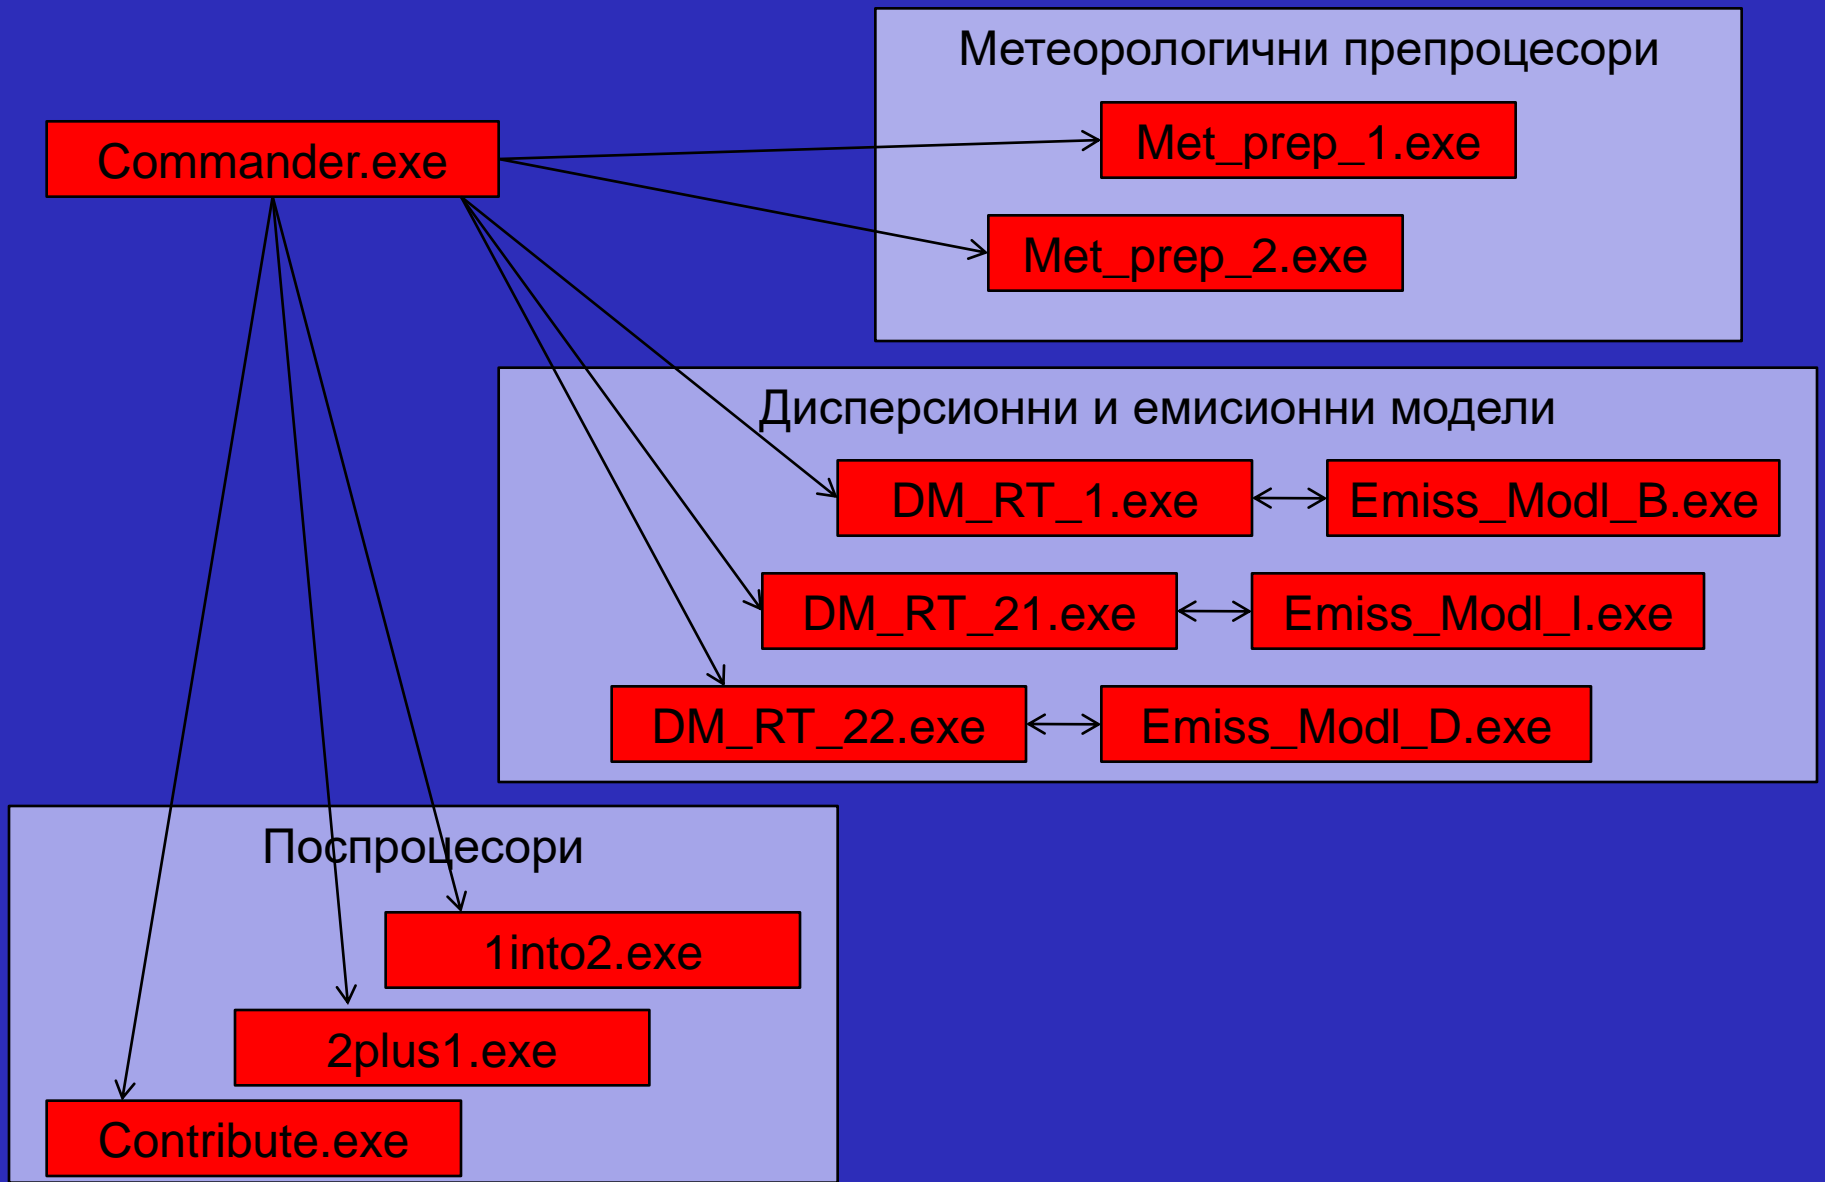 Метеорологични препроцесори
Commander.exe
Met_prep_1.exe
Met_prep_2.exe
Дисперсионни и емисионни модели
DM_RT_1.exe
Emiss_Modl_B.exe
DM_RT_21.exe
Emiss_Modl_I.exe
DM_RT_22.exe
Emiss_Modl_D.exe
Поспроцесори
1into2.exe
2plus1.exe
Contribute.exe